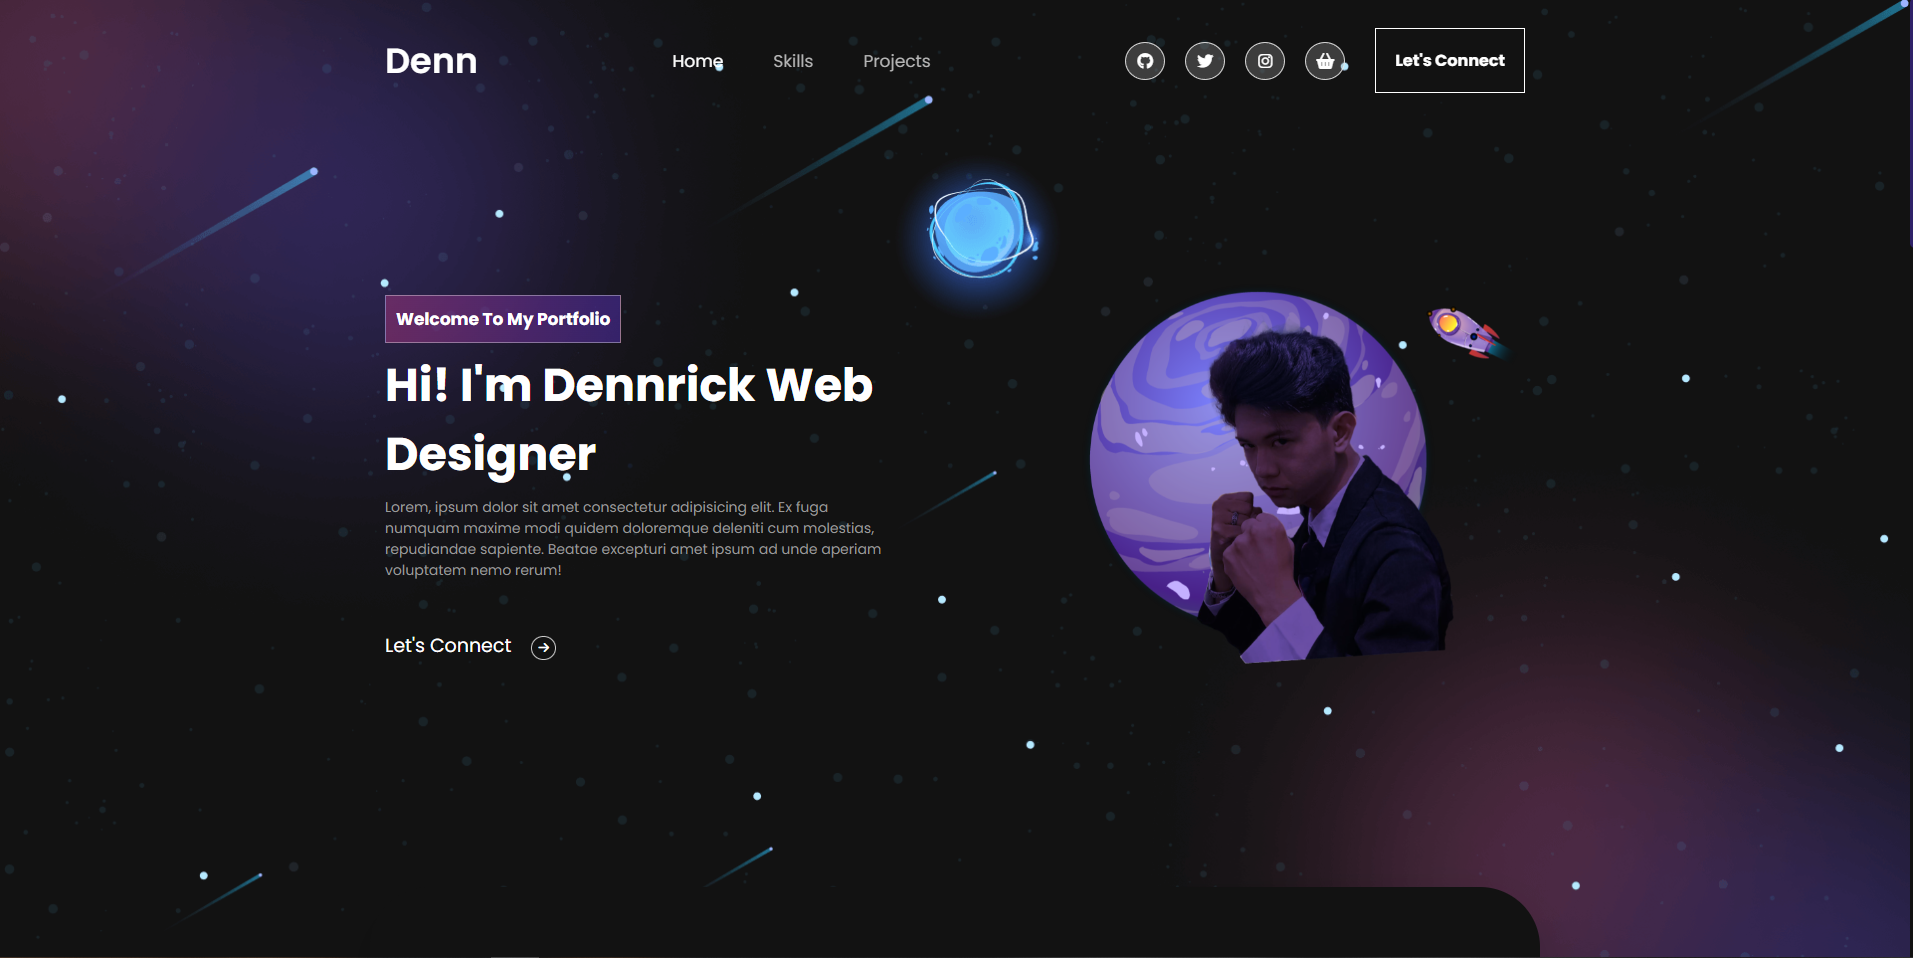 Denn
Home
Skills
Projects
Let's Connect
Welcome To My Portfolio
Hi! I'm Dennrick Web
Designer
Lorem, ipsum dolor sit amet consectetur adipisicing elit. Ex fuga
numquam maxime modi quidem doloremque deleniti cum molestias,
repudiandae sapiente. Beatae excepturi amet ipsum ad unde aperiam
voluptatem nemo rerum!
Let's Connect